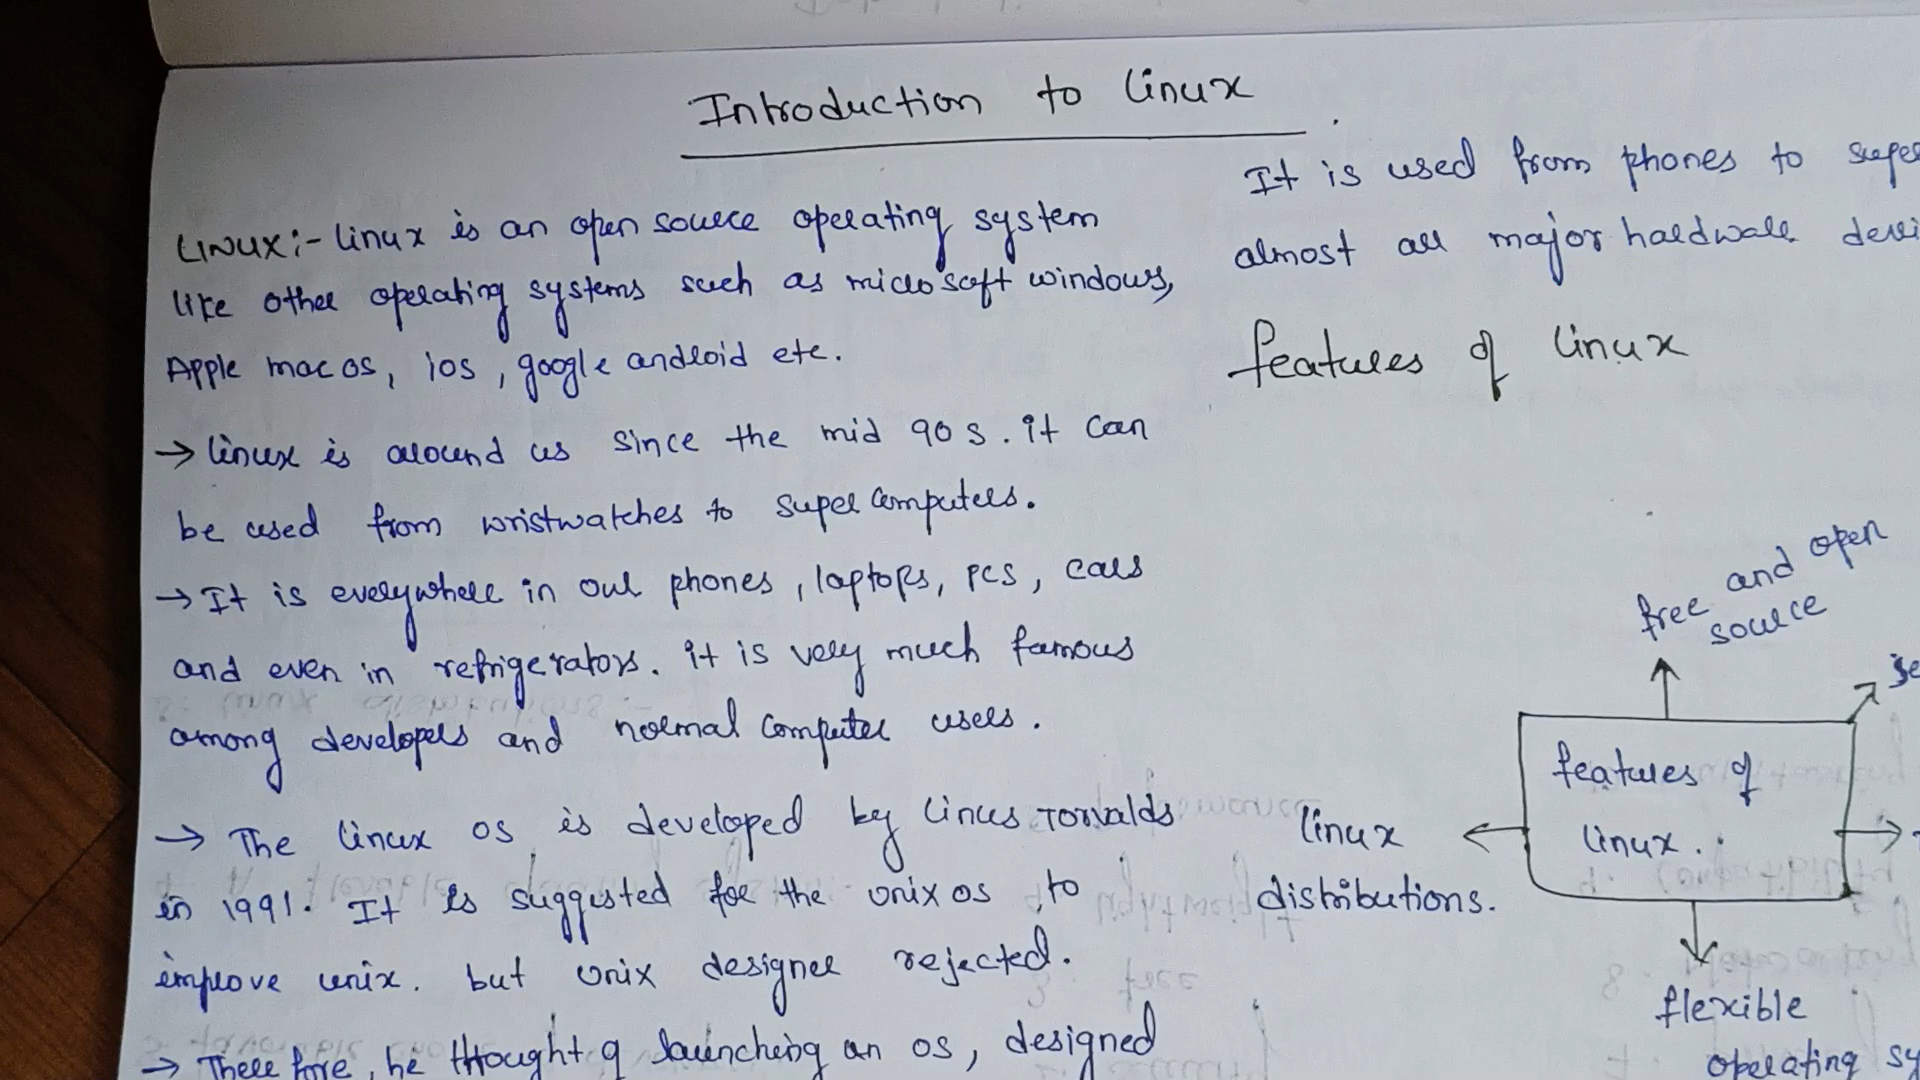 Introduction to Linux
LINUX:- Linux is an open source operating system
like other operating systems such as microsoft windows,
Apple mac os, ios, google android etc.
→ Linux is around us since the mid 90s. it can
be used from wristwatches to super computers.
→ It is everywhere in our phones, laptops, PCs, cars
and even in refrigerators. it is very much famous
among developers and normal computer users.
→ The Linux OS is developed by Linus Torvalds
in 1991. It is suggested for the unix os to
improve unix. but unix designer rejected.
→ There fore, he thought of launching an OS, designed
It is used from phones to supe
almost all major hardware devi
features of Linux
free and open
source
se
features of
Linux.
Linux
distributions.
flexible
operating sy